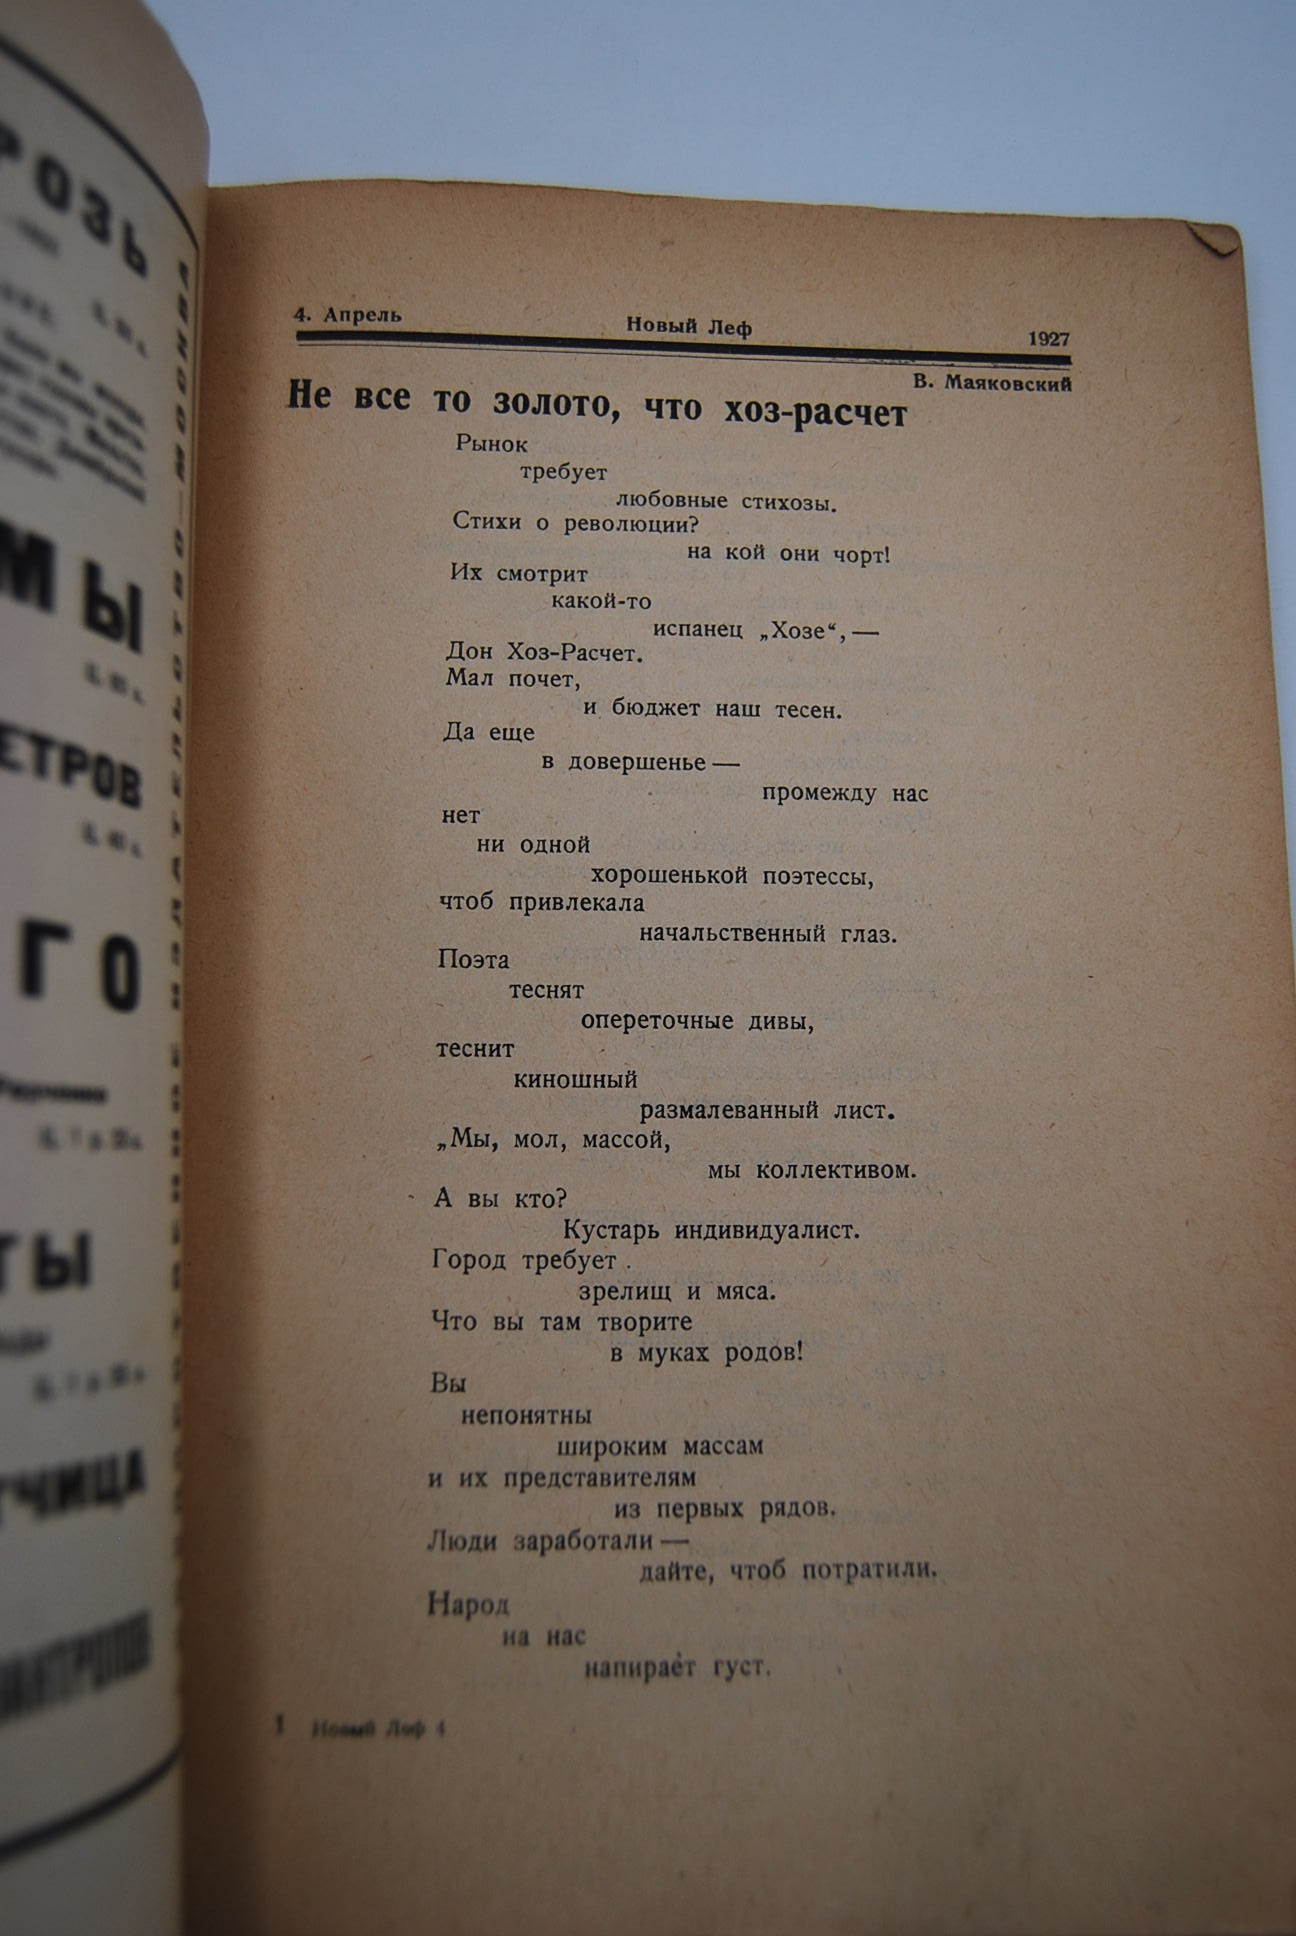 РОЗЬ
МЫ
ЕТРОВ
ГО
ТЫ
ТЧИЦА
4. Апрель Новый Леф 1927
В. Маяковский
Не все то золото, что хоз-расчет
Рынок
требует
любовные стихозы.
Стихи о революции?
на кой они чорт!
Их смотрит
какой-то
испанец „Хозе“, —
Дон Хоз-Расчет.
Мал почет,
и бюджет наш тесен.
Да еще
в довершенье —
промежду нас
нет
ни одной
хорошенькой поэтессы,
чтоб привлекала
начальственный глаз.
Поэта
теснят
опереточные дивы,
теснит
киношный
размалеванный лист.
„Мы, мол, массой,
мы коллективом.
А вы кто?
Кустарь индивидуалист.
Город требует
зрелищ и мяса.
Что вы там творите
в муках родов!
Вы
непонятны
широким массам
и их представителям
из первых рядов.
Люди заработали —
дайте, чтоб потратили.
Народ
на нас
напирает густ.
1 Новый Леф 4